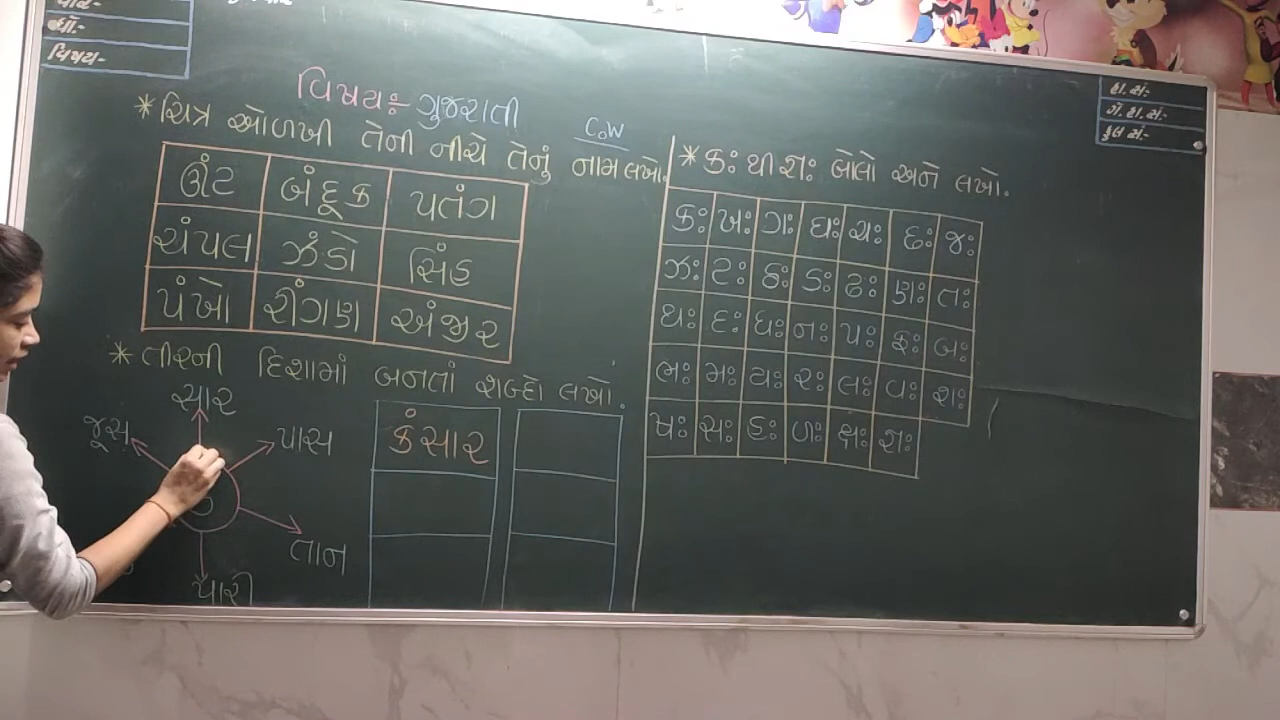 વિષય-
વિષયઃ- ગુજરાતી
C.W
*ચિત્ર ઓળખી તેની નીચે તેનું નામ લખો.
ઊંટ બંદૂક પતંગ
ચંપલ ઝંડો સિંહ
પંખો રીંગણ અંજીર
*તીરની દિશામાં બનતાં શબ્દો લખો.
સાર
જૂસ પાસ
તાન
પારી
કંસાર
*કઃ થી જ્ઞઃ બોલો અને લખો.
કઃ ખઃ ગઃ ઘઃ ચઃ છઃ જઃ
ઝઃ ટઃ ઠઃ ડઃ ઢઃ ણઃ તઃ
થઃ દઃ ધઃ નઃ પઃ ફઃ બઃ
ભઃ મઃ યઃ રઃ લઃ વઃ શઃ
ષઃ સઃ હઃ ળઃ ક્ષઃ જ્ઞઃ
હા.સં:-
ગે.હા.સં:-
કુલ સં:-